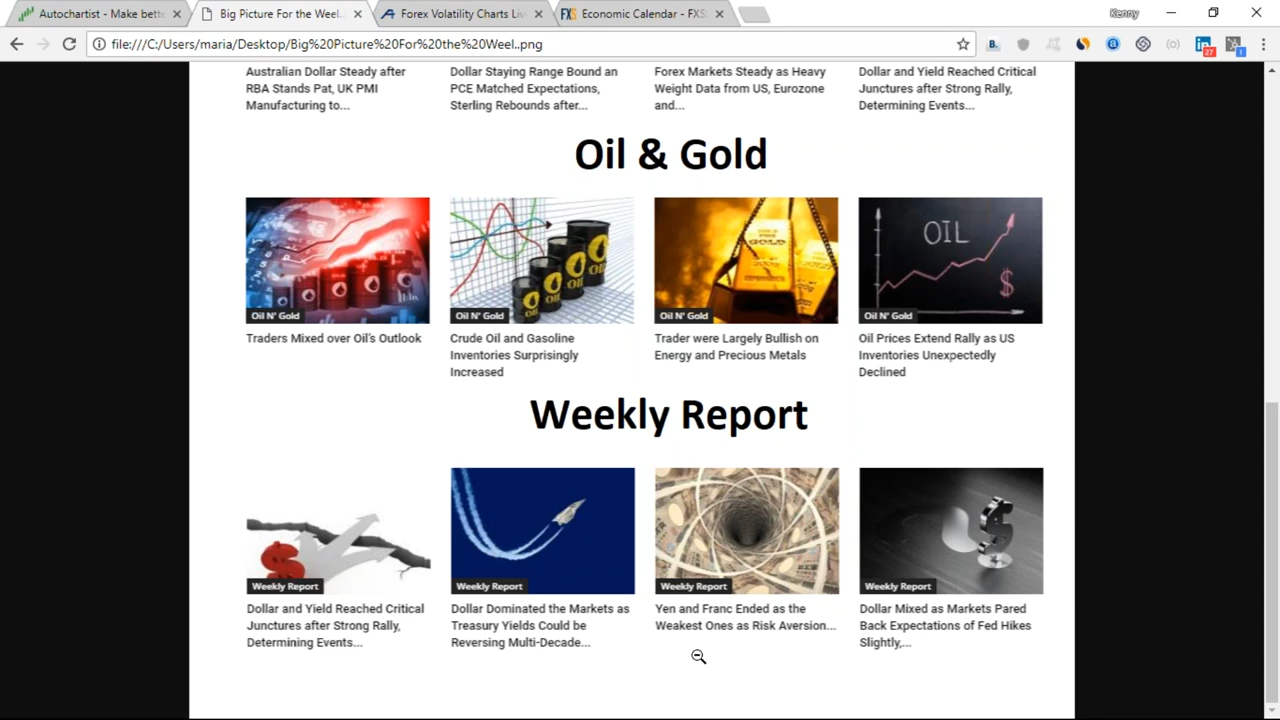 Autochartist - Make bett
Big Picture For the Weel.
Forex Volatility Charts Liv
FXS Economic Calendar - FXS
Kenny
file:///C:/Users/maria/Desktop/Big%20Picture%20For%20the%20Weel..png
27
1
Australian Dollar Steady after
RBA Stands Pat, UK PMI
Manufacturing to...
Dollar Staying Range Bound an
PCE Matched Expectations,
Sterling Rebounds after...
Forex Markets Steady as Heavy
Weight Data from US, Eurozone
and...
Dollar and Yield Reached Critical
Junctures after Strong Rally,
Determining Events...
Oil & Gold
OIL
OIL
OIL
GOLD
OIL
$
Oil N' Gold
Oil N' Gold
Oil N' Gold
Oil N' Gold
Traders Mixed over Oil's Outlook
Crude Oil and Gasoline
Inventories Surprisingly
Increased
Trader were Largely Bullish on
Energy and Precious Metals
Oil Prices Extend Rally as US
Inventories Unexpectedly
Declined
Weekly Report
Weekly Report
Weekly Report
Weekly Report
Weekly Report
Dollar and Yield Reached Critical
Junctures after Strong Rally,
Determining Events...
Dollar Dominated the Markets as
Treasury Yields Could be
Reversing Multi-Decade...
Yen and Franc Ended as the
Weakest Ones as Risk Aversion...
Dollar Mixed as Markets Pared
Back Expectations of Fed Hikes
Slightly,...